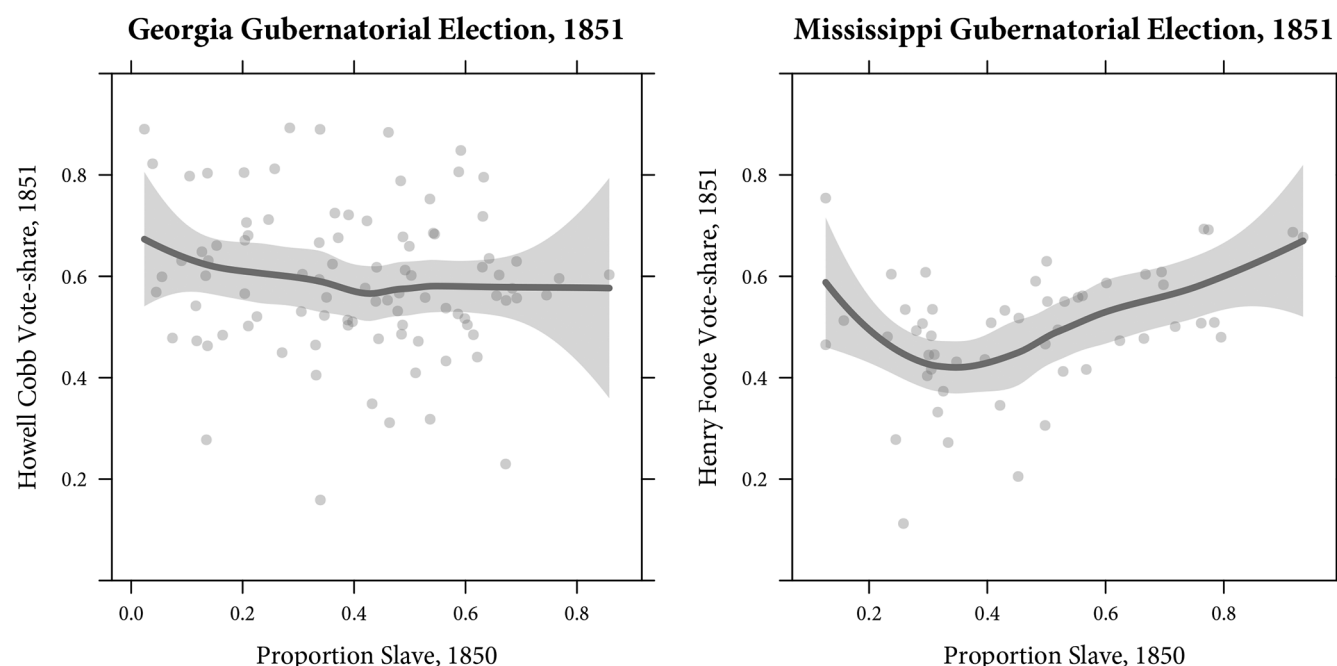 Georgia Gubernatorial Election, 1851
Howell Cobb Vote-share, 1851
0.8
0.6
0.4
0.2
0.0 0.2 0.4 0.6 0.8
Proportion Slave, 1850
Mississippi Gubernatorial Election, 1851
Henry Foote Vote-share, 1851
0.8
0.6
0.4
0.2
0.2 0.4 0.6 0.8
Proportion Slave, 1850